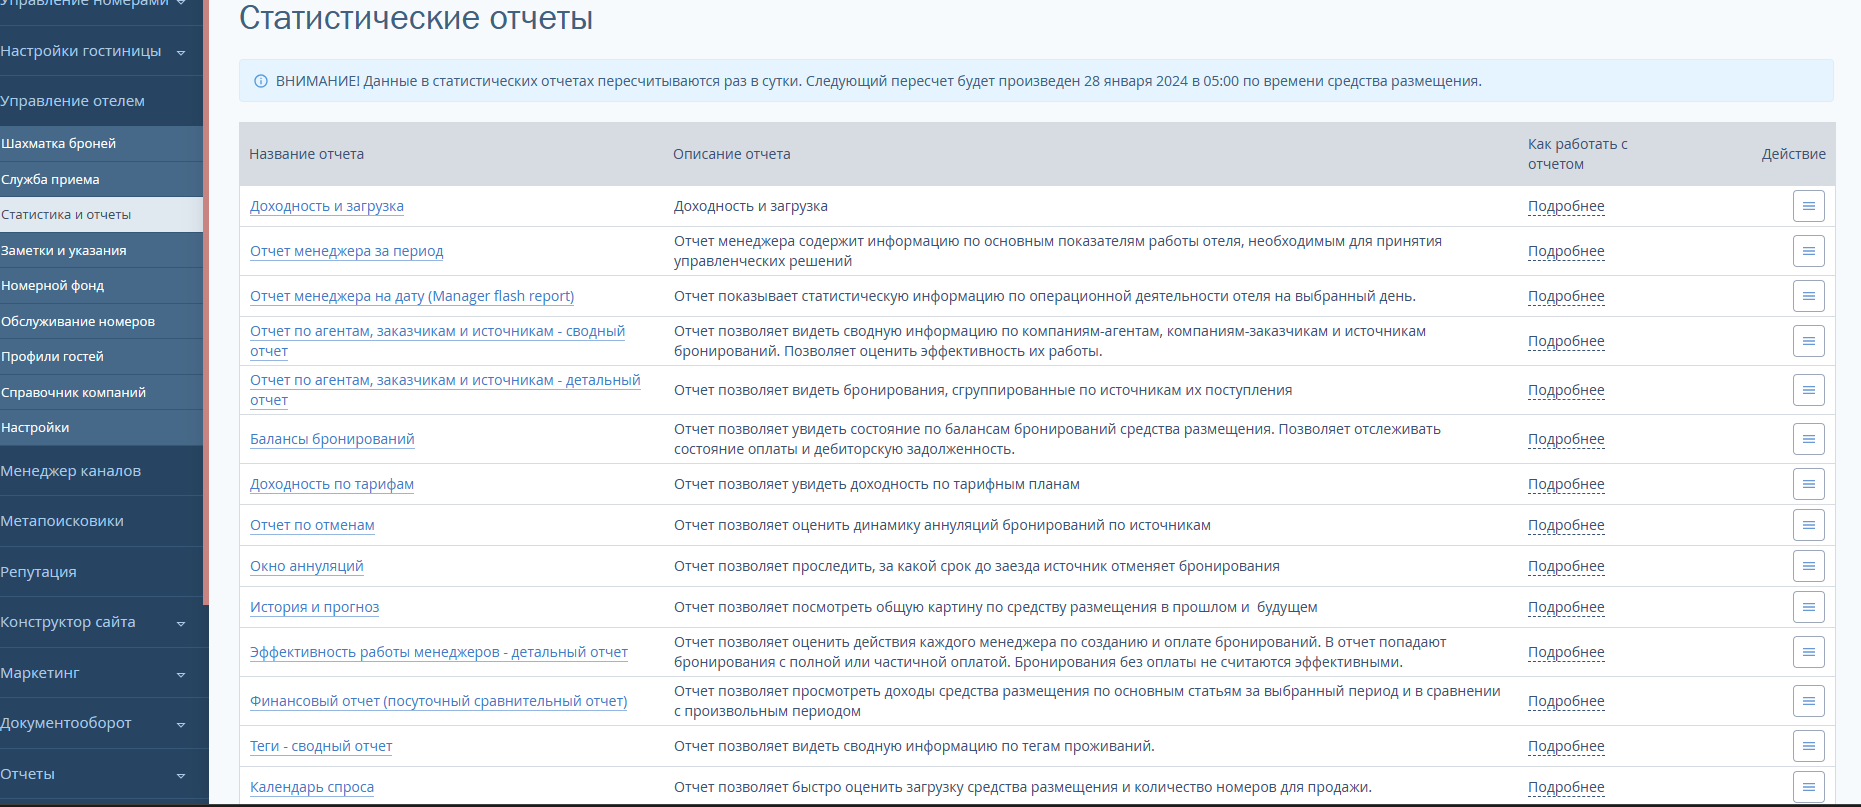 Управление номерами
Настройки гостиницы
Управление отелем
Шахматка броней
Служба приема
Статистика и отчеты
Заметки и указания
Номерной фонд
Обслуживание номеров
Профили гостей
Справочник компаний
Настройки
Менеджер каналов
Метапоисковики
Репутация
Конструктор сайта
Маркетинг
Документооборот
Отчеты
Статистические отчеты
ВНИМАНИЕ! Данные в статистических отчетах пересчитываются раз в сутки. Следующий пересчет будет произведен 28 января 2024 в 05:00 по времени средства размещения.
Название отчета
Описание отчета
Как работать с
отчетом
Действие
Доходность и загрузка
Доходность и загрузка
Подробнее
Отчет менеджера за период
Отчет менеджера содержит информацию по основным показателям работы отеля, необходимым для принятия
управленческих решений
Подробнее
Отчет менеджера на дату (Manager flash report)
Отчет показывает статистическую информацию по операционной деятельности отеля на выбранный день.
Подробнее
Отчет по агентам, заказчикам и источникам - сводный
отчет
Отчет позволяет видеть сводную информацию по компаниям-агентам, компаниям-заказчикам и источникам
бронирований. Позволяет оценить эффективность их работы.
Подробнее
Отчет по агентам, заказчикам и источникам - детальный
отчет
Отчет позволяет видеть бронирования, сгруппированные по источникам их поступления
Подробнее
Балансы бронирований
Отчет позволяет увидеть состояние по балансам бронирований средства размещения. Позволяет отслеживать
состояние оплаты и дебиторскую задолженность.
Подробнее
Доходность по тарифам
Отчет позволяет увидеть доходность по тарифным планам
Подробнее
Отчет по отменам
Отчет позволяет оценить динамику аннуляций бронирований по источникам
Подробнее
Окно аннуляций
Отчет позволяет проследить, за какой срок до заезда источник отменяет бронирования
Подробнее
История и прогноз
Отчет позволяет посмотреть общую картину по средству размещения в прошлом и  будущем
Подробнее
Эффективность работы менеджеров - детальный отчет
Отчет позволяет оценить действия каждого менеджера по созданию и оплате бронирований. В отчет попадают
бронирования с полной или частичной оплатой. Бронирования без оплаты не считаются эффективными.
Подробнее
Финансовый отчет (посуточный сравнительный отчет)
Отчет позволяет просмотреть доходы средства размещения по основным статьям за выбранный период и в сравнении
с произвольным периодом
Подробнее
Теги - сводный отчет
Отчет позволяет видеть сводную информацию по тегам проживаний.
Подробнее
Календарь спроса
Отчет позволяет быстро оценить загрузку средства размещения и количество номеров для продажи.
Подробнее